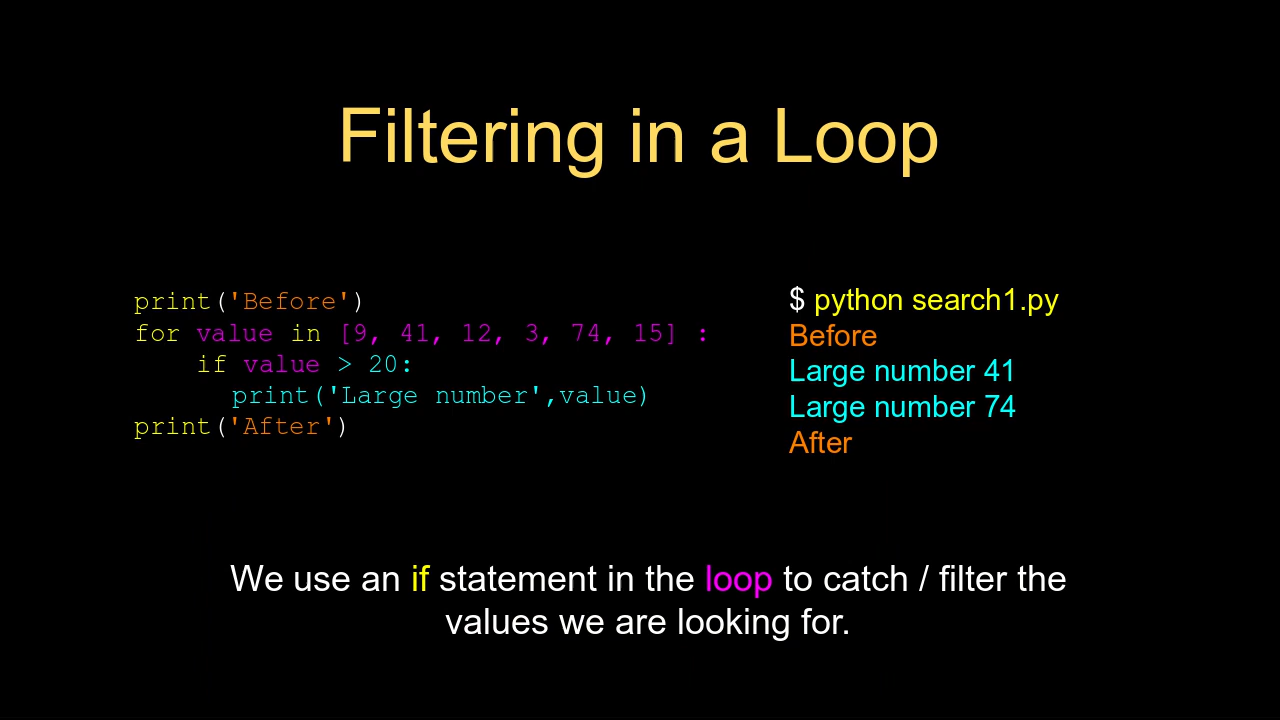 Filtering in a Loop
print('Before')
for value in [9, 41, 12, 3, 74, 15] :
    if value > 20:
      print('Large number',value)
print('After')
$ python search1.py
Before
Large number 41
Large number 74
After
We use an if statement in the loop to catch / filter the
values we are looking for.